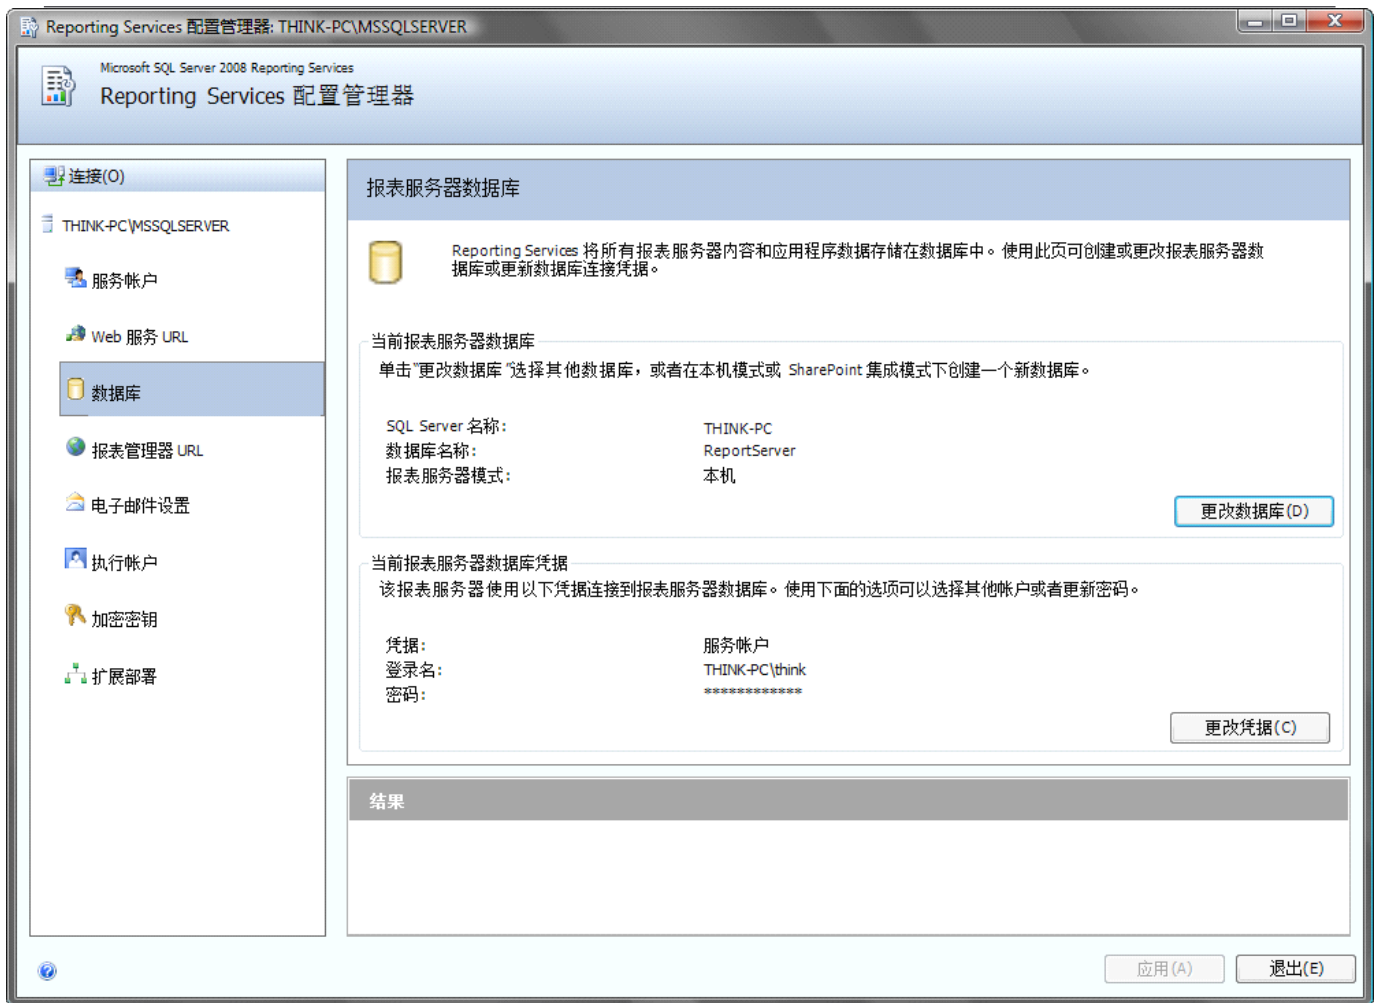 Reporting Services 配置管理器: THINK-PC\MSSQLSERVER
Microsoft SQL Server 2008 Reporting Services
Reporting Services 配置管理器
连接(O)
THINK-PC\MSSQLSERVER
服务帐户
Web 服务 URL
数据库
报表管理器 URL
电子邮件设置
执行帐户
加密密钥
扩展部署
报表服务器数据库
Reporting Services 将所有报表服务器内容和应用程序数据存储在数据库中。使用此页可创建或更改报表服务器数
据库或更新数据库连接凭据。
当前报表服务器数据库
单击"更改数据库"选择其他数据库，或者在本机模式或 SharePoint 集成模式下创建一个新数据库。
SQL Server 名称: THINK-PC
数据库名称: ReportServer
报表服务器模式: 本机
更改数据库(D)
当前报表服务器数据库凭据
该报表服务器使用以下凭据连接到报表服务器数据库。使用下面的选项可以选择其他帐户或者更新密码。
凭据: 服务帐户
登录名: THINK-PC\think
密码: ************
更改凭据(C)
结果
应用(A)
退出(E)